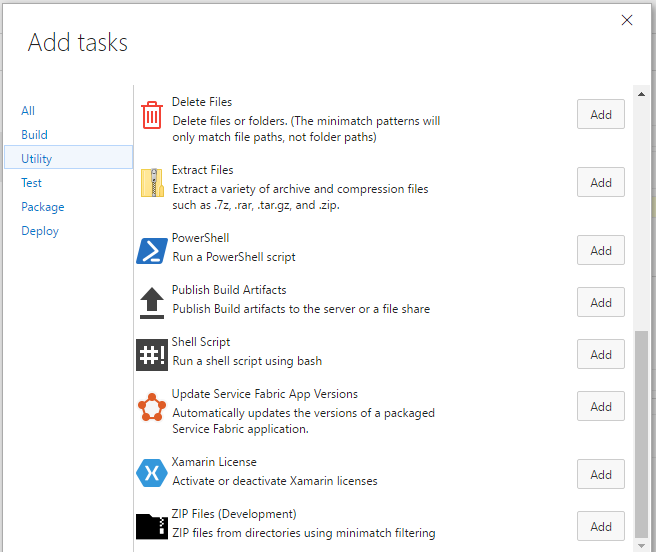 Add tasks
All
Build
Utility
Test
Package
Deploy
Delete Files
Delete files or folders. (The minimatch patterns will
only match file paths, not folder paths)
Add
Extract Files
Extract a variety of archive and compression files
such as .7z, .rar, .tar.gz, and .zip.
Add
PowerShell
Run a PowerShell script
Add
Publish Build Artifacts
Publish Build artifacts to the server or a file share
Add
#!
Shell Script
Run a shell script using bash
Add
Update Service Fabric App Versions
Automatically updates the versions of a packaged
Service Fabric application.
Add
Xamarin License
Activate or deactivate Xamarin licenses
Add
ZIP Files (Development)
ZIP files from directories using minimatch filtering
Add